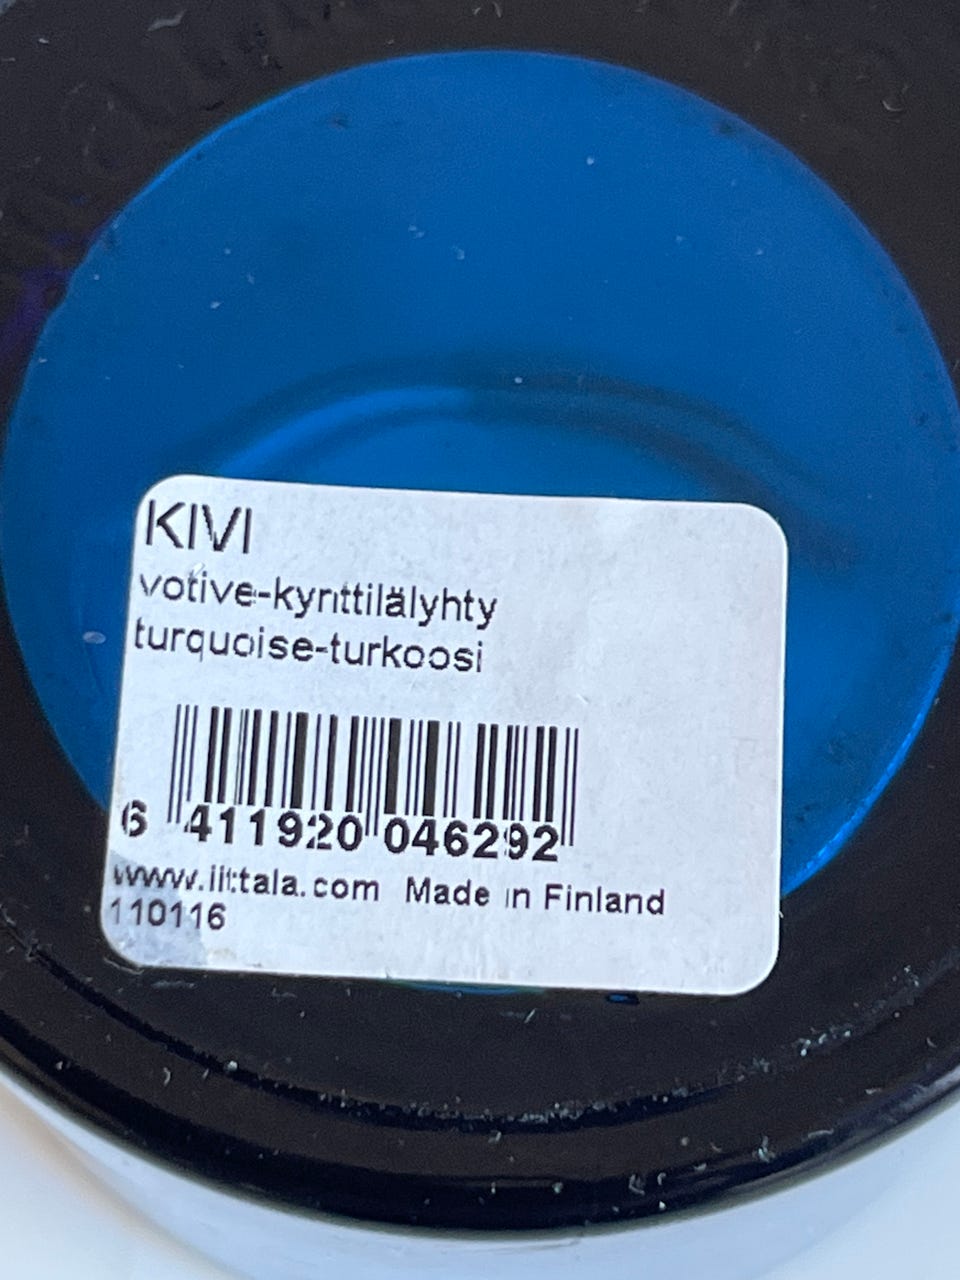 KIVI
votive-kynttilälyhty
turquoise-turkoosi
6 411920 046292
www.iittala.com Made in Finland
110116